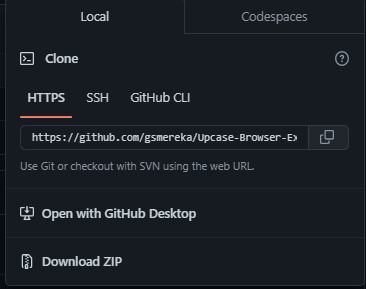 Local
Codespaces
Clone
HTTPS
SSH
GitHub CLI
https://github.com/gsmereka/Upcase-Browser-Ex
Use Git or checkout with SVN using the web URL.
Open with GitHub Desktop
Download ZIP